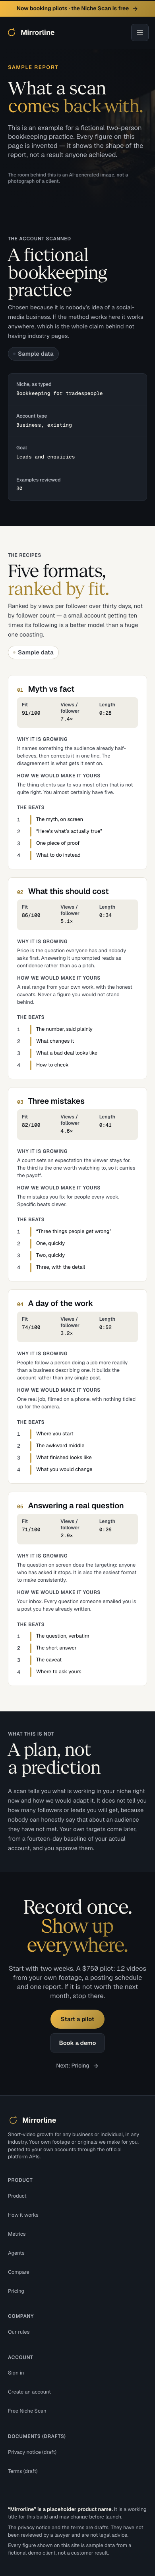 Now booking pilots · the Niche Scan is free →
Mirrorline
SAMPLE REPORT
What a scan
comes back with.
This is an example for a fictional two-person
bookkeeping practice. Every figure on this
page is invented — it shows the shape of the
report, not a result anyone achieved.
The room behind this is an AI-generated image, not a
photograph of a client.
THE ACCOUNT SCANNED
A fictional
bookkeeping
practice
Chosen because it is nobody's idea of a social-
media business. If the method works here it works
anywhere, which is the whole claim behind not
having industry pages.
Sample data
Niche, as typed
Bookkeeping for tradespeople
Account type
Business, existing
Goal
Leads and enquiries
Examples reviewed
30
THE RECIPES
Five formats,
ranked by fit.
Ranked by views per follower over thirty days, not
by follower count — a small account getting ten
times its following is a better model than a huge
one coasting.
Sample data
01 Myth vs fact
Fit
91/100
Views /
follower
7.4×
Length
0:28
WHY IT IS GROWING
It names something the audience already half-
believes, then corrects it in one line. The
disagreement is what gets it sent on.
HOW WE WOULD MAKE IT YOURS
The thing clients say to you most often that is not
quite right. You almost certainly have five.
THE BEATS
1 The myth, on screen
2 "Here's what's actually true"
3 One piece of proof
4 What to do instead
02 What this should cost
Fit
86/100
Views /
follower
5.1×
Length
0:34
WHY IT IS GROWING
Price is the question everyone has and nobody
asks first. Answering it unprompted reads as
confidence rather than as a pitch.
HOW WE WOULD MAKE IT YOURS
A real range from your own work, with the honest
caveats. Never a figure you would not stand
behind.
THE BEATS
1 The number, said plainly
2 What changes it
3 What a bad deal looks like
4 How to check
03 Three mistakes
Fit
82/100
Views /
follower
4.6×
Length
0:41
WHY IT IS GROWING
A count sets an expectation the viewer stays for.
The third is the one worth watching to, so it carries
the payoff.
HOW WE WOULD MAKE IT YOURS
The mistakes you fix for people every week.
Specific beats clever.
THE BEATS
1 "Three things people get wrong"
2 One, quickly
3 Two, quickly
4 Three, with the detail
04 A day of the work
Fit
74/100
Views /
follower
3.2×
Length
0:52
WHY IT IS GROWING
People follow a person doing a job more readily
than a business describing one. It builds the
account rather than any single post.
HOW WE WOULD MAKE IT YOURS
One real job, filmed on a phone, with nothing tidied
up for the camera.
THE BEATS
1 Where you start
2 The awkward middle
3 What finished looks like
4 What you would change
05 Answering a real question
Fit
71/100
Views /
follower
2.9×
Length
0:26
WHY IT IS GROWING
The question on screen does the targeting: anyone
who has asked it stops. It is also the easiest format
to make consistently.
HOW WE WOULD MAKE IT YOURS
Your inbox. Every question someone emailed you is
a post you have already written.
THE BEATS
1 The question, verbatim
2 The short answer
3 The caveat
4 Where to ask yours
WHAT THIS IS NOT
A plan, not
a prediction
A scan tells you what is working in your niche right
now and how we would adapt it. It does not tell you
how many followers or leads you will get, because
nobody can honestly say that about an audience
they have not met. Your own targets come later,
from a fourteen-day baseline of your actual
account, and you approve them.
Record once.
Show up
everywhere.
Start with two weeks. A $750 pilot: 12 videos
from your own footage, a posting schedule
and one report. If it is not worth the next
month, stop there.
Start a pilot
Book a demo
Next: Pricing →
Mirrorline
Short-video growth for any business or individual, in any
industry. Your own footage or originals we make for you,
posted to your own accounts through the official
platform APIs.
PRODUCT
Product
How it works
Metrics
Agents
Compare
Pricing
COMPANY
Our rules
ACCOUNT
Sign in
Create an account
Free Niche Scan
DOCUMENTS (DRAFTS)
Privacy notice (draft)
Terms (draft)
"Mirrorline" is a placeholder product name. It is a working
title for this build and may change before launch.
The privacy notice and the terms are drafts. They have not
been reviewed by a lawyer and are not legal advice.
Every figure shown on this site is sample data from a
fictional demo client, not a customer result.